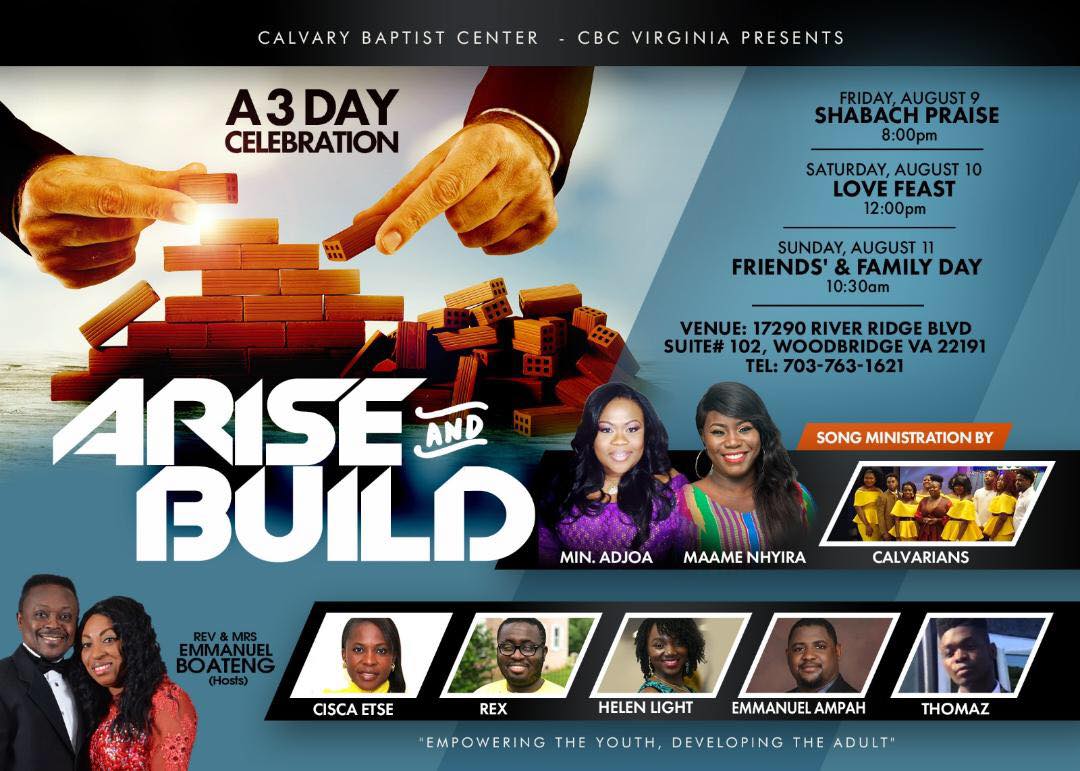 CALVARY BAPTIST CENTER - CBC VIRGINIA PRESENTS
A 3 DAY
CELEBRATION
FRIDAY, AUGUST 9
SHABACH PRAISE
8:00pm
SATURDAY, AUGUST 10
LOVE FEAST
12:00pm
SUNDAY, AUGUST 11
FRIENDS' & FAMILY DAY
10:30am
VENUE: 17290 RIVER RIDGE BLVD
SUITE# 102, WOODBRIDGE VA 22191
TEL: 703-763-1621
ARISE AND
BUILD
SONG MINISTRATION BY
MIN. ADJOA
MAAME NHYIRA
CALVARIANS
REV & MRS
EMMANUEL
BOATENG
(Hosts)
CISCA ETSE
REX
HELEN LIGHT
EMMANUEL AMPAH
THOMAZ
"EMPOWERING THE YOUTH, DEVELOPING THE ADULT"